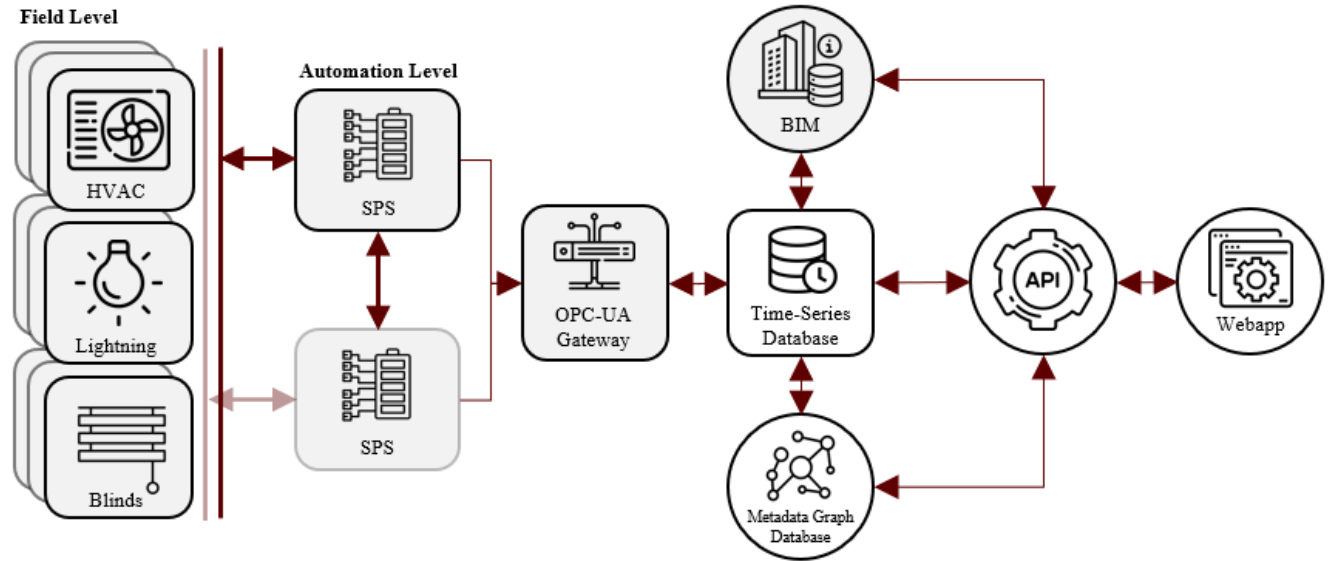 Field Level
HVAC
Lightning
Blinds
Automation Level
SPS
SPS
OPC-UA
Gateway
i
BIM
Time-Series
Database
Metadata Graph
Database
API
Webapp